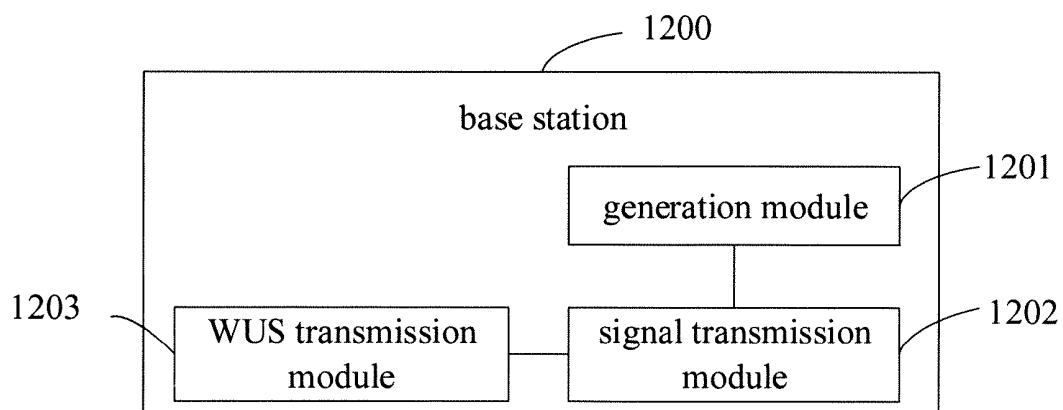 1200
base station
1201
generation module
1203
WUS transmission
module
signal transmission
module
1202